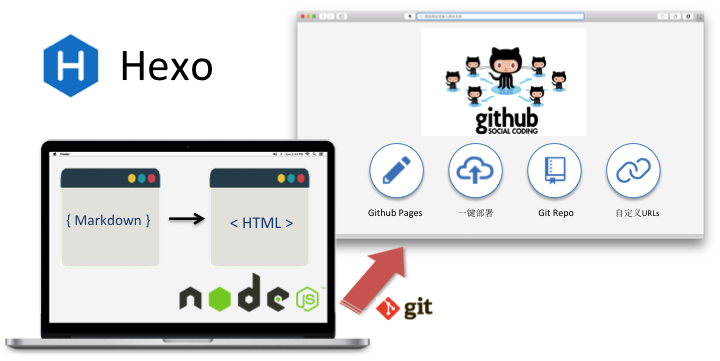 H Hexo
github
SOCIAL CODING
Github Pages
一键部署
Git Repo
自定义URLs
{ Markdown }
< HTML >
node
JS
git